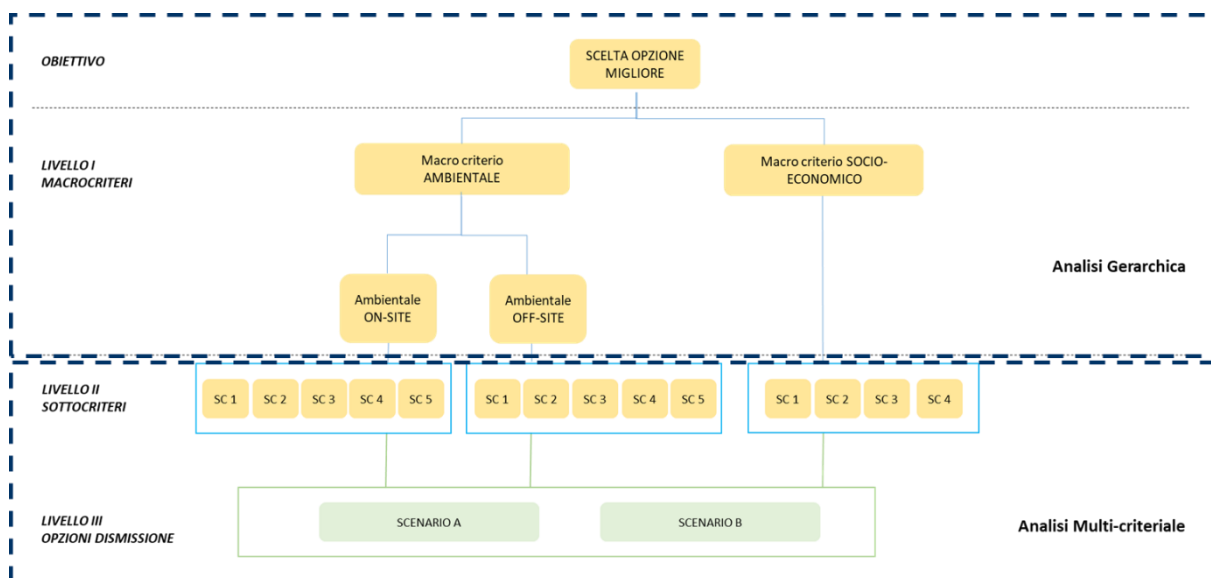 OBIETTIVO
SCELTA OPZIONE
MIGLIORE
LIVELLO I
MACROCRITERI
Macro criterio
AMBIENTALE
Macro criterio SOCIO-
ECONOMICO
Analisi Gerarchica
Ambientale
ON-SITE
Ambientale
OFF-SITE
LIVELLO II
SOTTOCRITERI
SC 1 SC 2 SC 3 SC 4 SC 5
SC 1 SC 2 SC 3 SC 4 SC 5
SC 1 SC 2 SC 3 SC 4
LIVELLO III
OPZIONI DISMISSIONE
SCENARIO A
SCENARIO B
Analisi Multi-criteriale